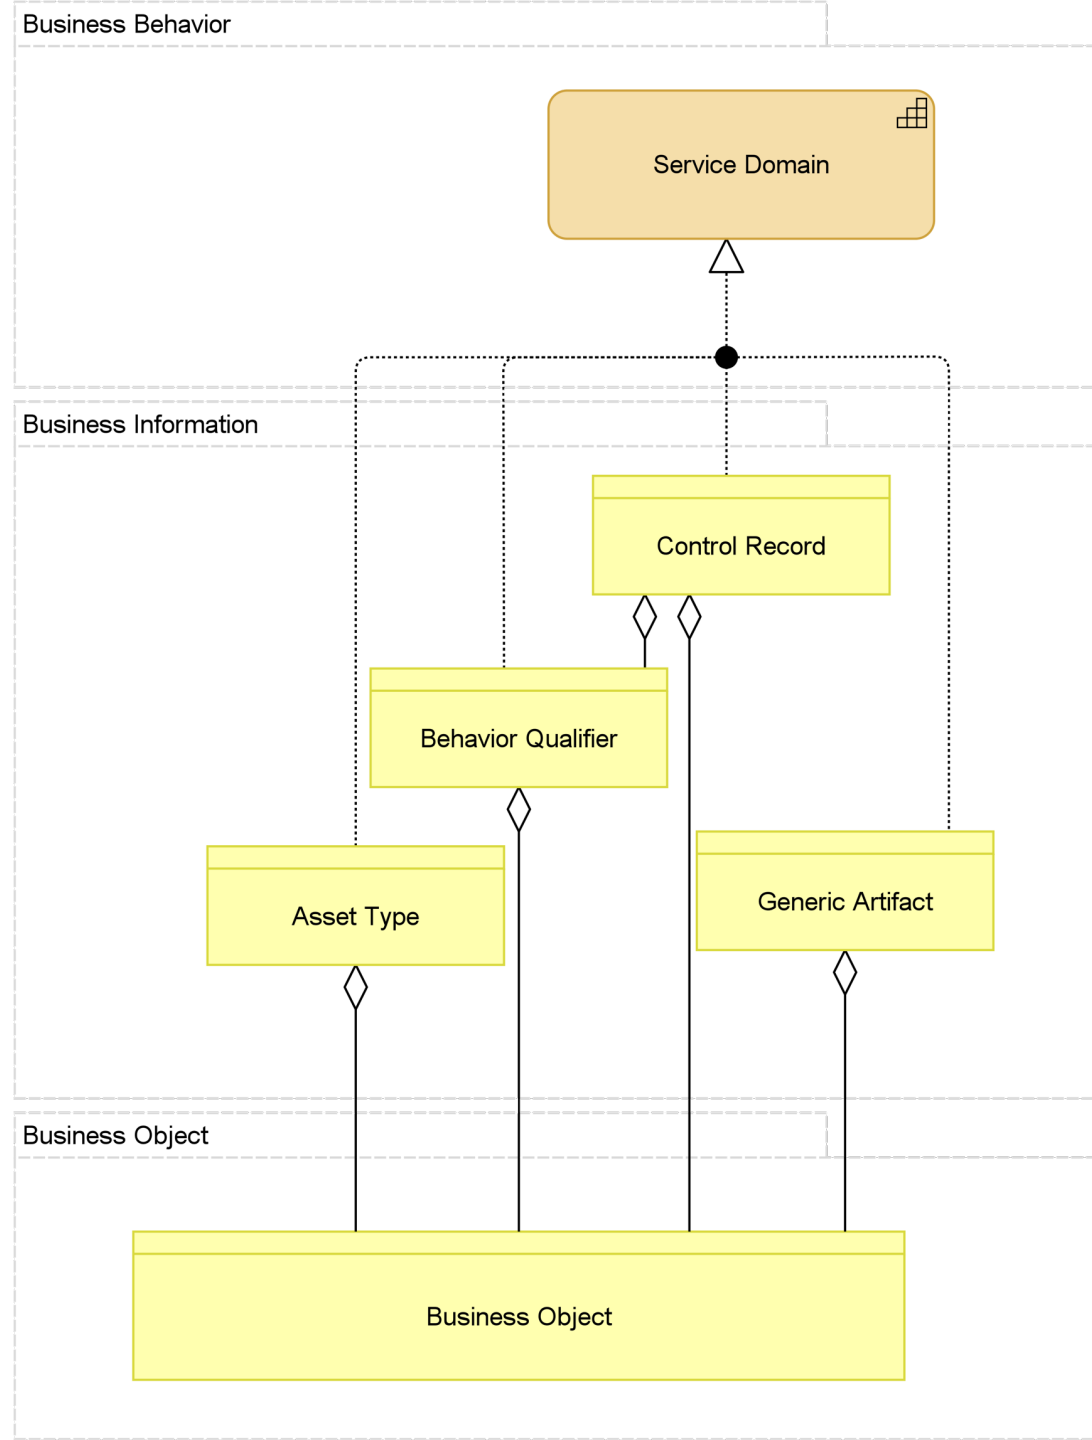 Business Behavior
Service Domain
Business Information
Control Record
Behavior Qualifier
Generic Artifact
Asset Type
Business Object
Business Object